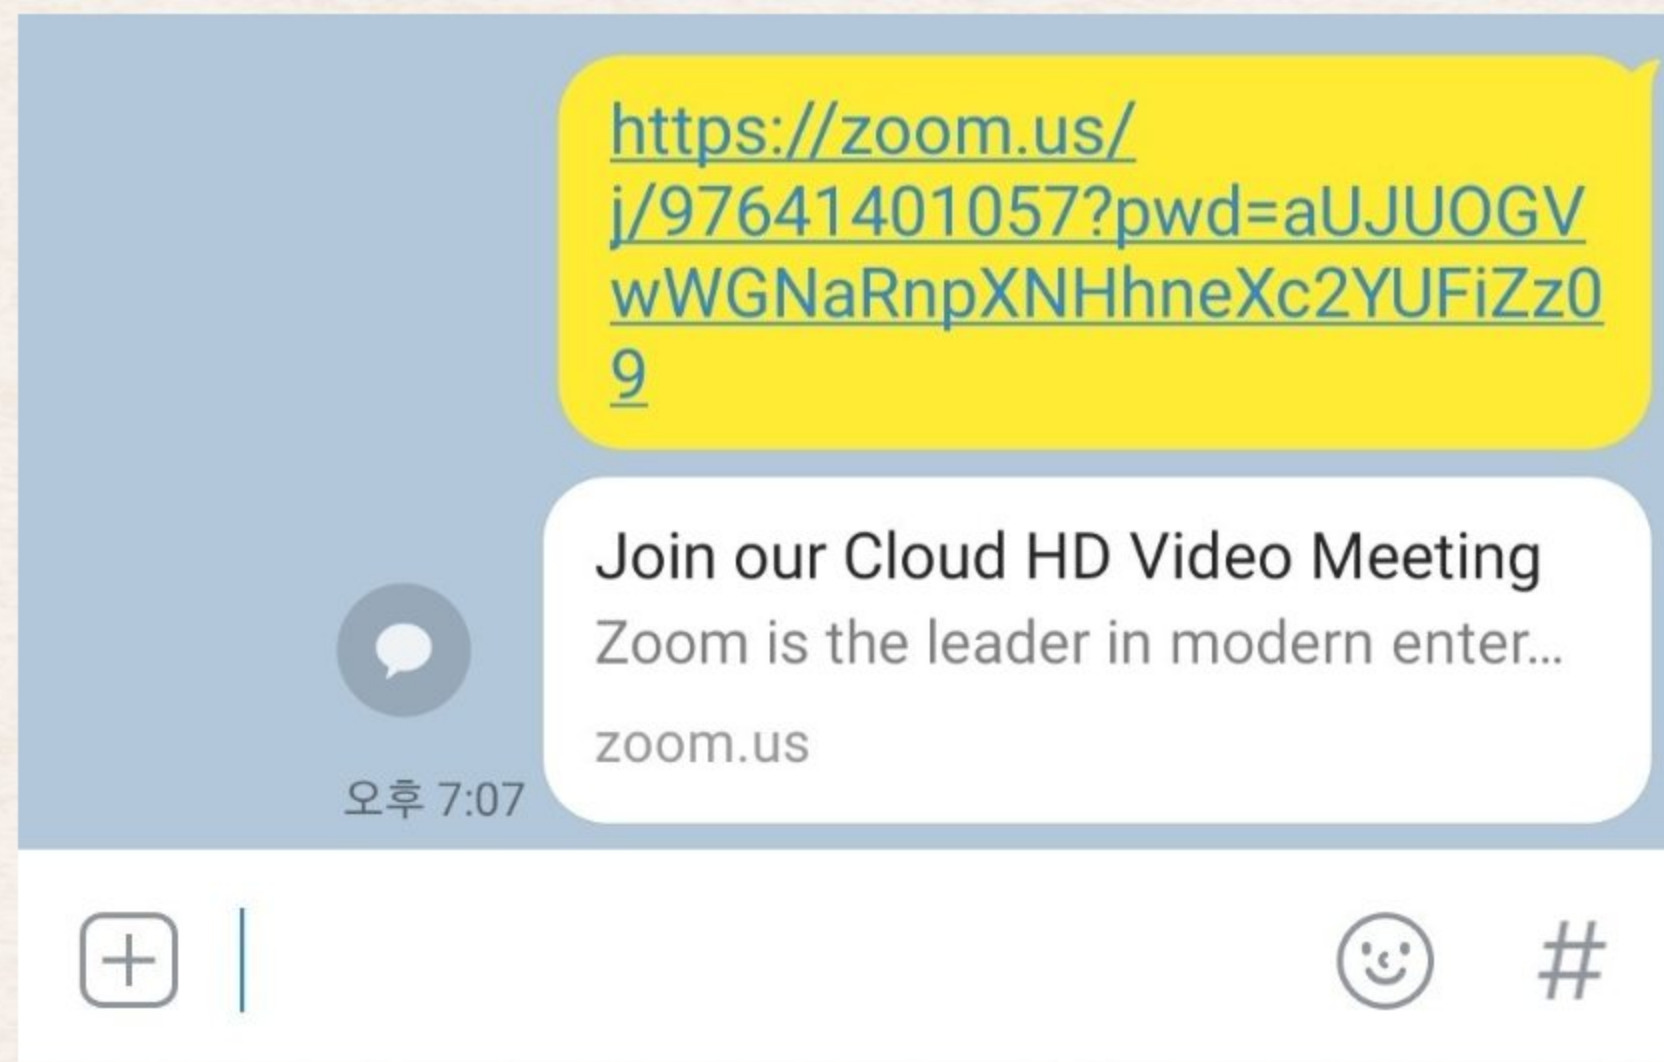 https://zoom.us/
j/97641401057?pwd=aUJUOGV
wWGNaRnpXNHhneXc2YUFiZz0
9
Join our Cloud HD Video Meeting
Zoom is the leader in modern enter...
zoom.us
오후 7:07
#